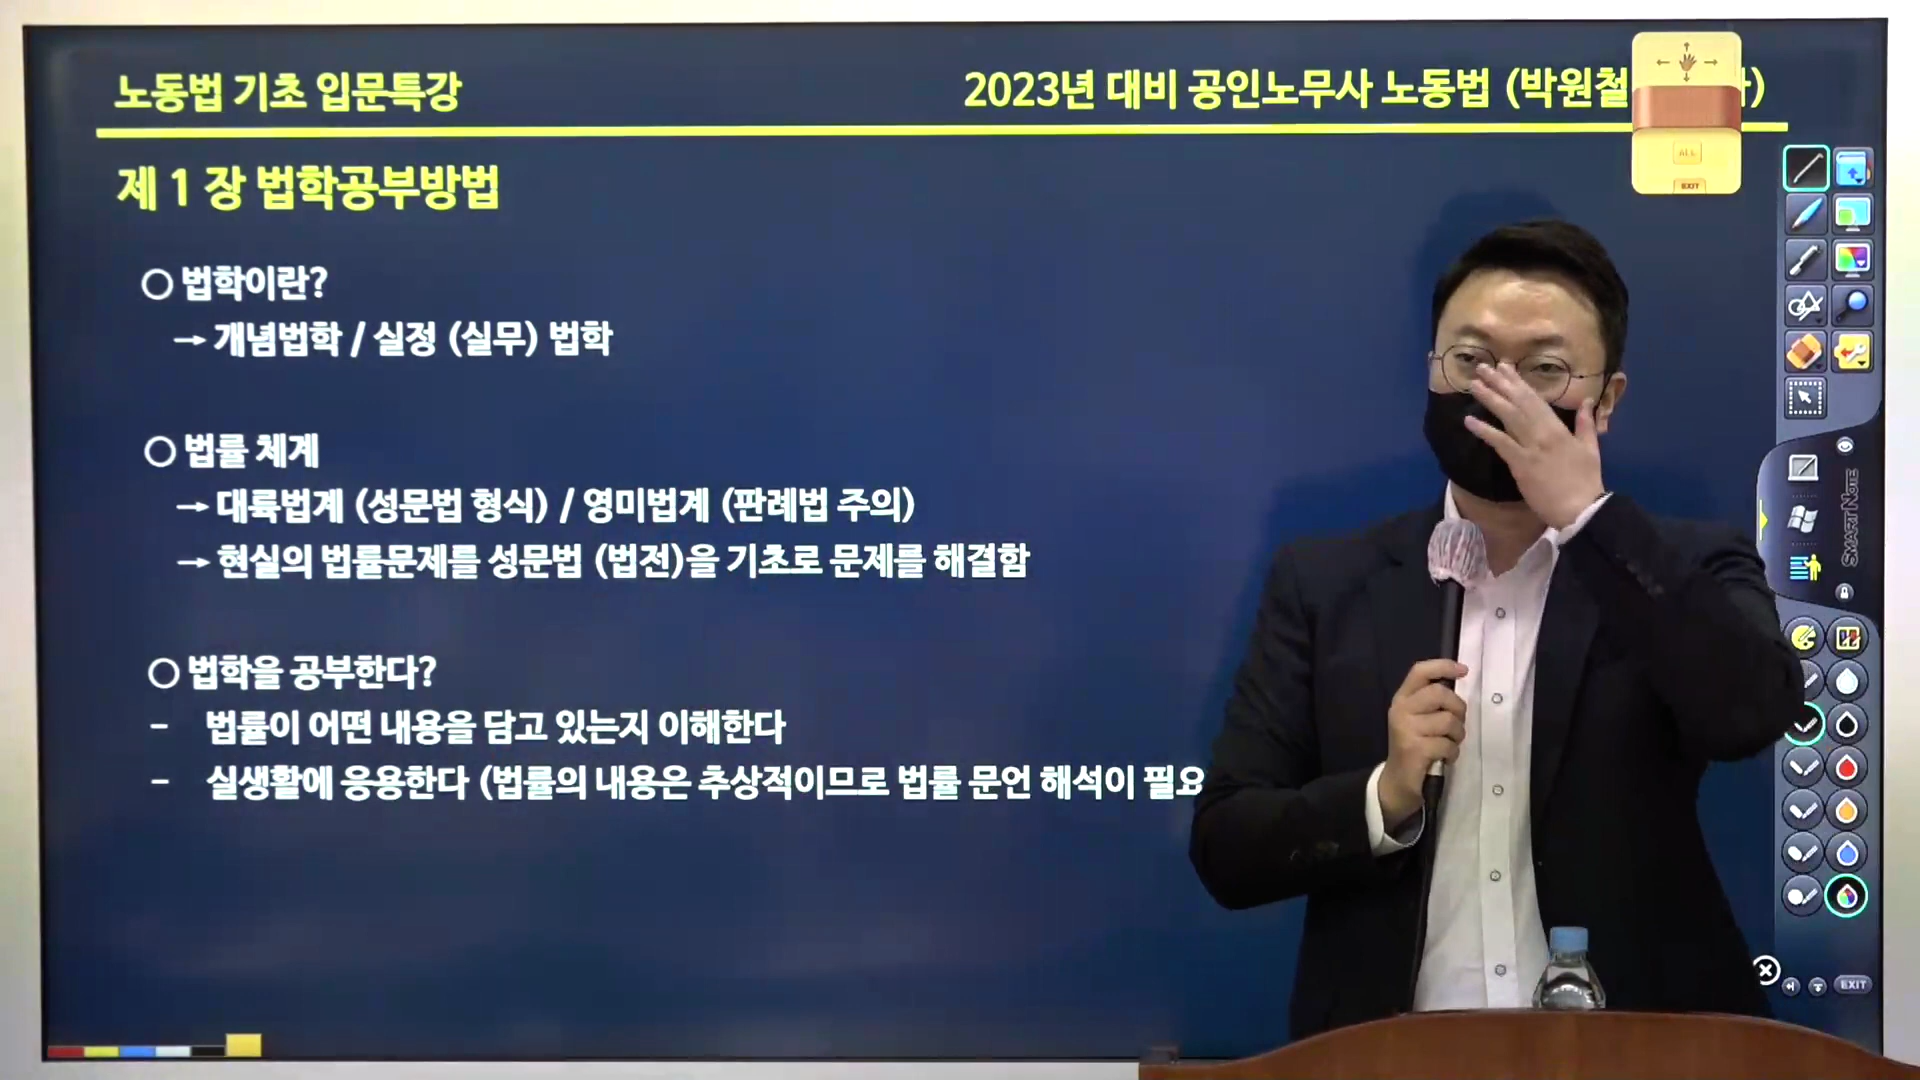 노동법 기초 입문특강
2023년 대비 공인노무사 노동법 (박원철
제 1 장 법학공부방법
○ 법학이란?
→ 개념법학 / 실정 (실무) 법학
○ 법률 체계
→ 대륙법계 (성문법 형식) / 영미법계 (판례법 주의)
→ 현실의 법률문제를 성문법 (법전)을 기초로 문제를 해결함
○ 법학을 공부한다?
- 법률이 어떤 내용을 담고 있는지 이해한다
- 실생활에 응용한다 (법률의 내용은 추상적이므로 법률 문언 해석이 필요
ALL
EXIT
SMART NOTE
EXIT